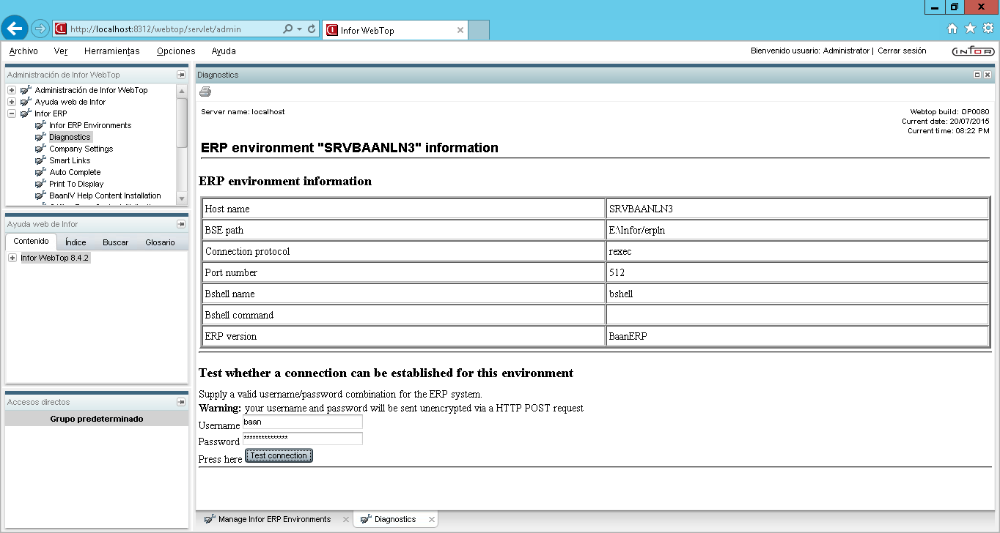 http://localhost:8312/webtop/servlet/admin
Infor WebTop
Archivo Ver Herramientas Opciones Ayuda
Bienvenido usuario: Administrator | Cerrar sesión
infor
Administración de Infor WebTop
Administración de Infor WebTop
Ayuda web de Infor
Infor ERP
Infor ERP Environments
Diagnostics
Company Settings
Smart Links
Auto Complete
Print To Display
BaanIV Help Content Installation
Ayuda web de Infor
Contenido Índice Buscar Glosario
Infor WebTop 8.4.2
Accesos directos
Grupo predeterminado
Diagnostics
Server name: localhost
Webtop build: OP0080
Current date: 20/07/2015
Current time: 08:22 PM
ERP environment "SRVBAANLN3" information
ERP environment information
Host name SRVBAANLN3
BSE path E:\Infor/erpln
Connection protocol rexec
Port number 512
Bshell name bshell
Bshell command
ERP version BaanERP
Test whether a connection can be established for this environment
Supply a valid username/password combination for the ERP system.
Warning: your username and password will be sent unencrypted via a HTTP POST request
Username baan
Password ***************
Press here Test connection
Manage Infor ERP Environments Diagnostics